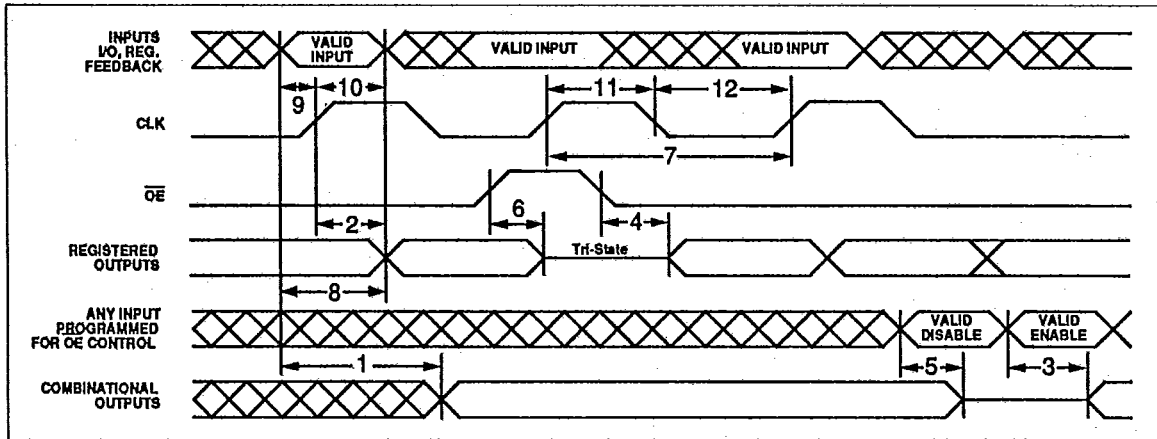 INPUTS
I/O, REG.
FEEDBACK
VALID
INPUT
VALID INPUT
VALID INPUT
9
10
11
12
CLK
7
OE
6
2
4
REGISTERED
OUTPUTS
Tri-State
8
ANY INPUT
PROGRAMMED
FOR OE CONTROL
VALID
DISABLE
VALID
ENABLE
1
5
3
COMBINATIONAL
OUTPUTS